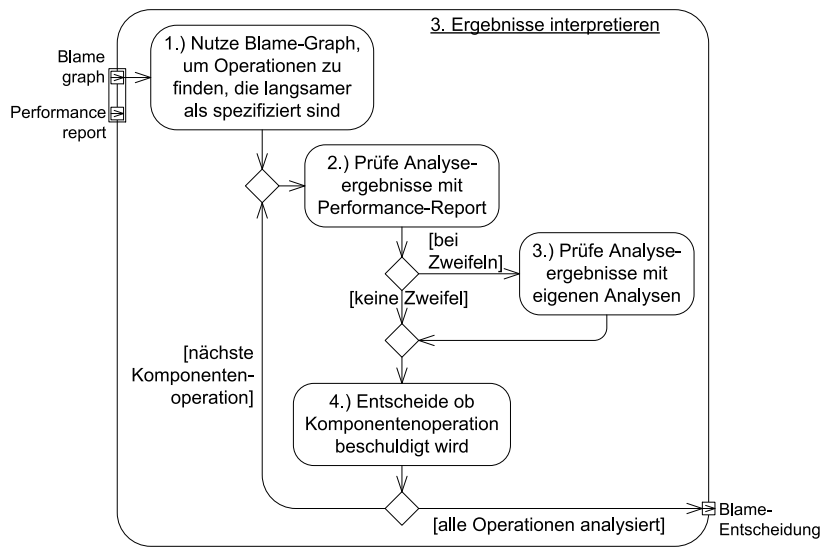 3. Ergebnisse interpretieren
Blame
graph
Performance
report
1.) Nutze Blame-Graph,
um Operationen zu
finden, die langsamer
als spezifiziert sind
2.) Prüfe Analyse-
ergebnisse mit
Performance-Report
[bei
Zweifeln]
3.) Prüfe Analyse-
ergebnisse mit
eigenen Analysen
[keine Zweifel]
[nächste
Komponenten-
operation]
4.) Entscheide ob
Komponentenoperation
beschuldigt wird
[alle Operationen analysiert]
Blame-
Entscheidung